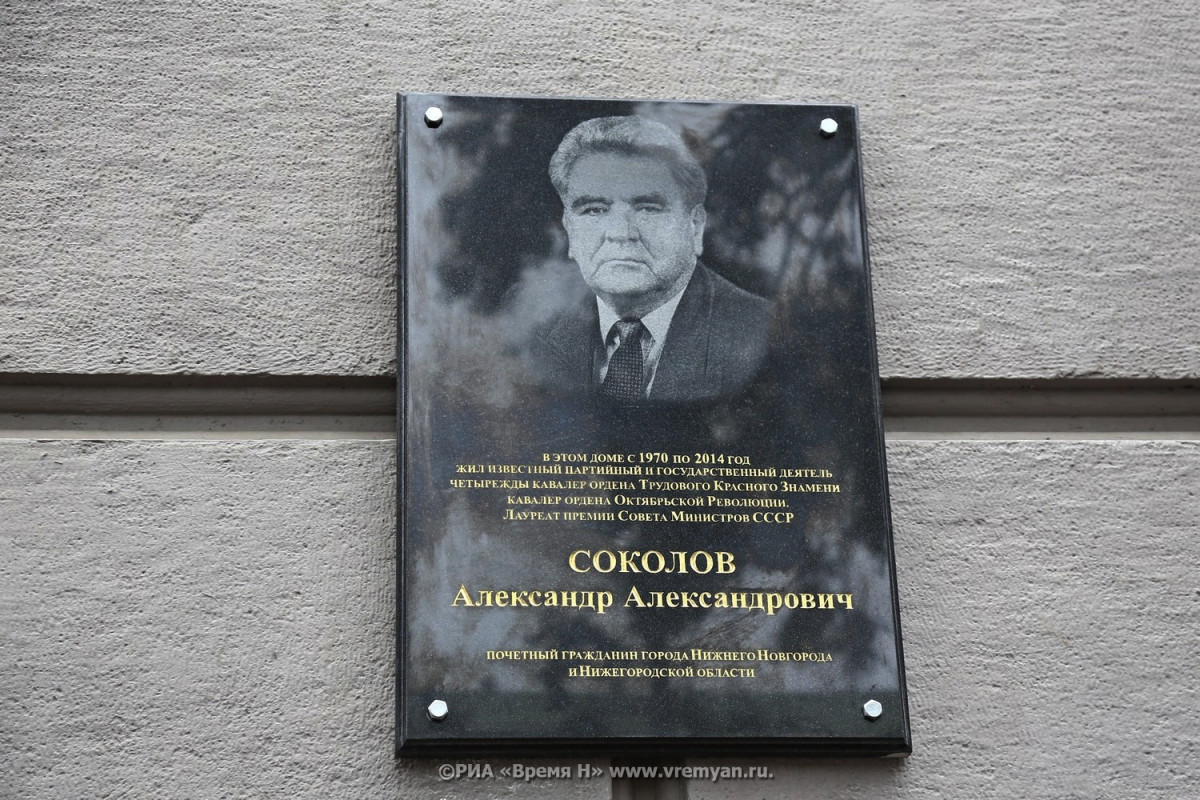 В ЭТОМ ДОМЕ С 1970 ПО 2014 ГОД
ЖИЛ ИЗВЕСТНЫЙ ПАРТИЙНЫЙ И ГОСУДАРСТВЕННЫЙ ДЕЯТЕЛЬ
ЧЕТЫРЕЖДЫ КАВАЛЕР ОРДЕНА ТРУДОВОГО КРАСНОГО ЗНАМЕНИ
КАВАЛЕР ОРДЕНА ОКТЯБРЬСКОЙ РЕВОЛЮЦИИ.
ЛАУРЕАТ ПРЕМИИ СОВЕТА МИНИСТРОВ СССР
СОКОЛОВ
Александр Александрович
ПОЧЕТНЫЙ ГРАЖДАНИН ГОРОДА НИЖНЕГО НОВГОРОДА
И НИЖЕГОРОДСКОЙ ОБЛАСТИ
©РИА «Время Н» www.vremyan.ru.